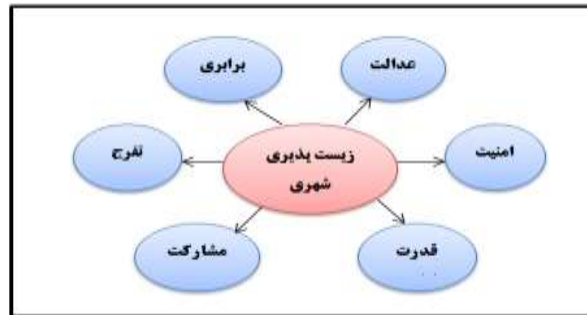 عدالت
برابری
امنیت
زیست پذیری
شهری
تفرج
قدرت
مشارکت